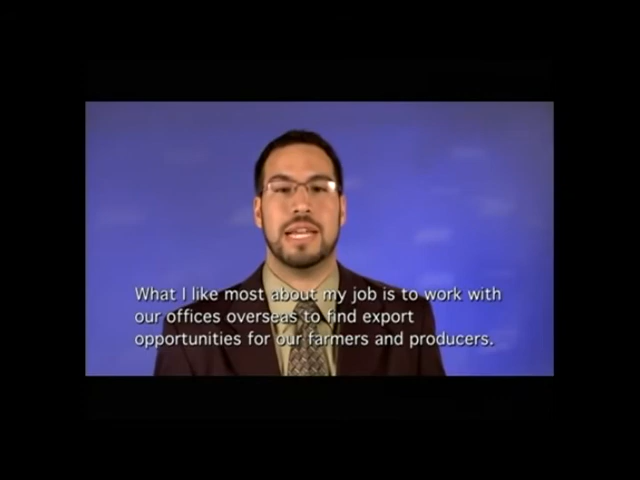 What I like most about my job is to work with
our offices overseas to find export
opportunities for our farmers and producers.